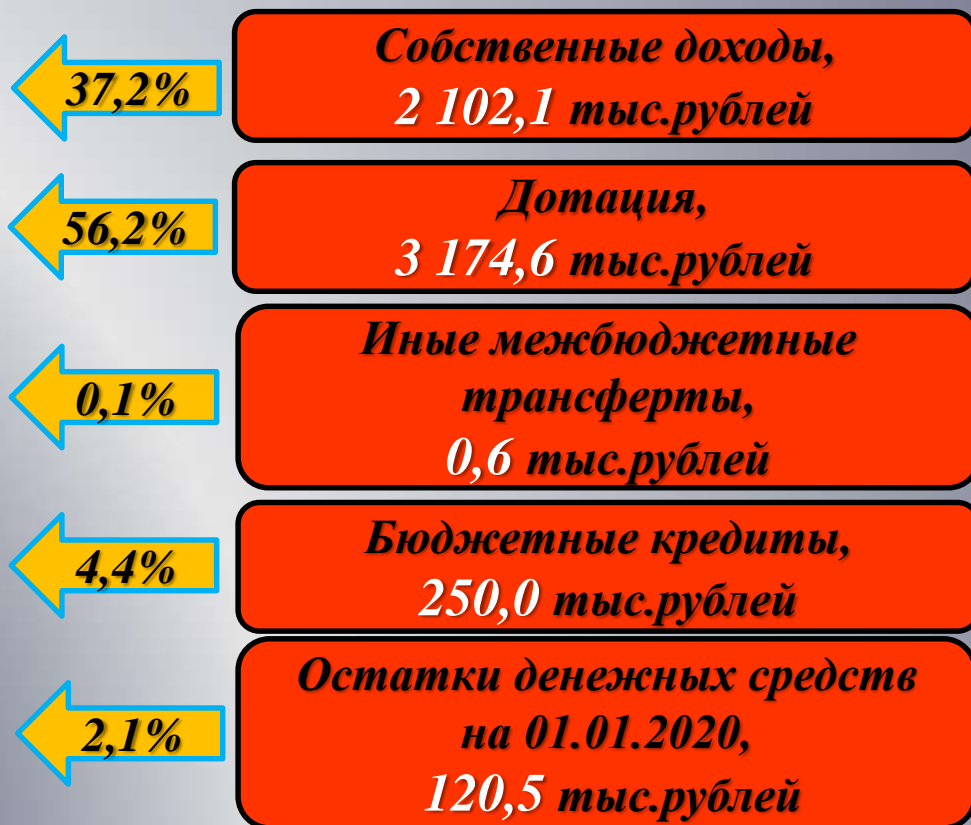 37,2%
Собственные доходы,
2 102,1 тыс.рублей
56,2%
Дотация,
3 174,6 тыс.рублей
0,1%
Иные межбюджетные
трансферты,
0,6 тыс.рублей
4,4%
Бюджетные кредиты,
250,0 тыс.рублей
2,1%
Остатки денежных средств
на 01.01.2020,
120,5 тыс.рублей